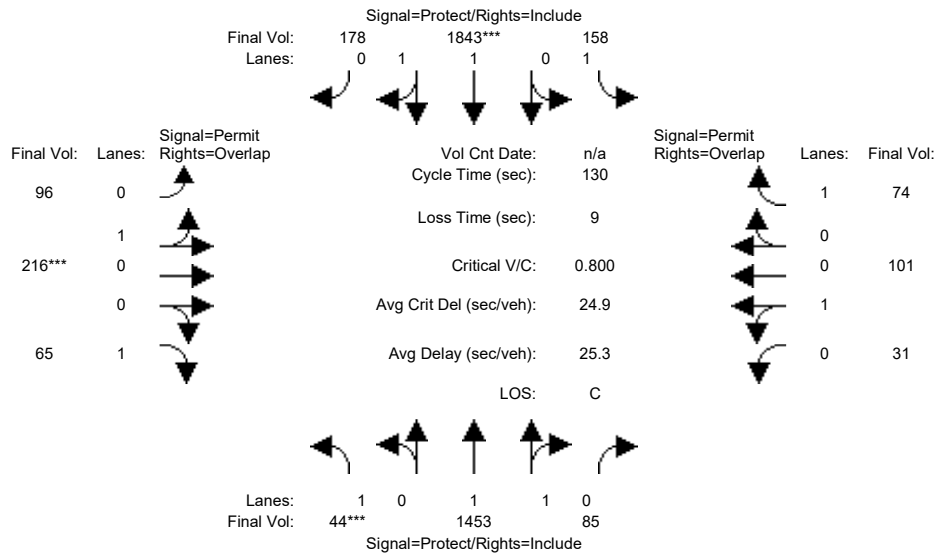 Signal=Protect/Rights=Include
Final Vol: 178 1843*** 158
Lanes: 0 1 1 0 1
Signal=Permit
Final Vol: Lanes: Rights=Overlap
Vol Cnt Date: n/a
Signal=Permit
Rights=Overlap Lanes: Final Vol:
Cycle Time (sec): 130
96 0
1 74
Loss Time (sec): 9
1
0
216*** 0
Critical V/C: 0.800
0 101
0
Avg Crit Del (sec/veh): 24.9
1
65 1
Avg Delay (sec/veh): 25.3
0 31
LOS: C
Lanes: 1 0 1 1 0
Final Vol: 44*** 1453 85
Signal=Protect/Rights=Include